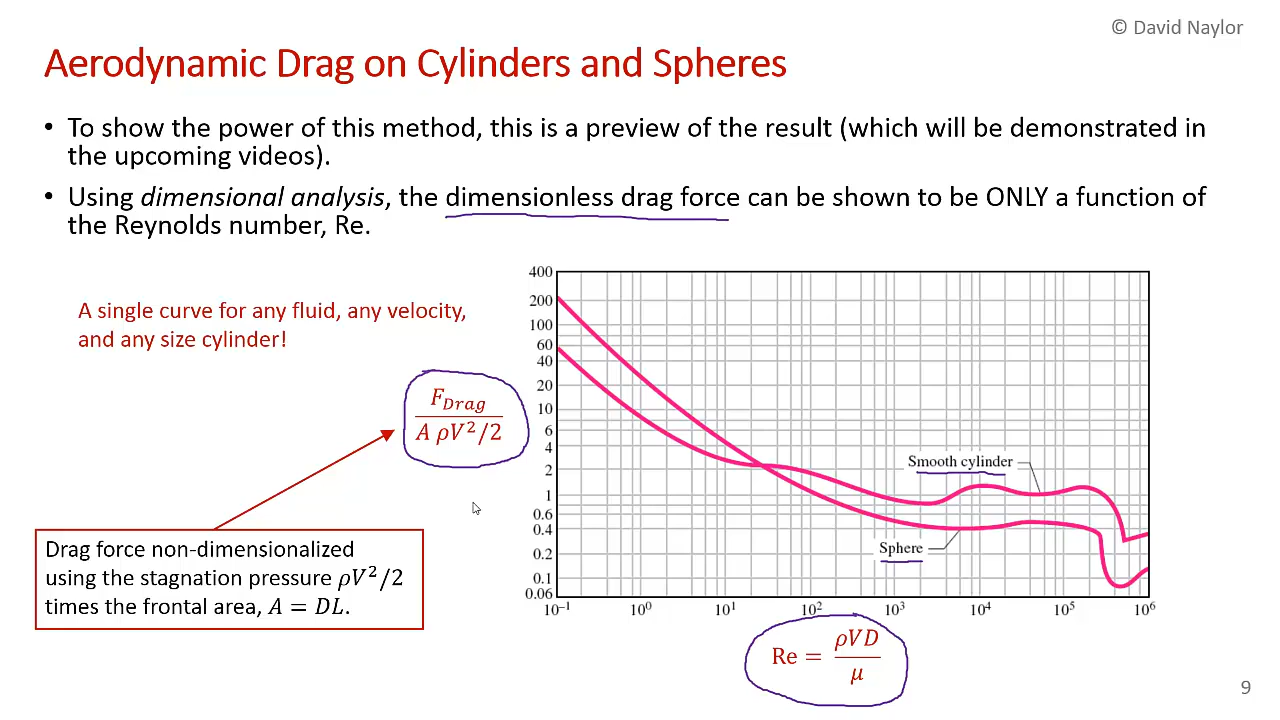 © David Naylor
Aerodynamic Drag on Cylinders and Spheres
• To show the power of this method, this is a preview of the result (which will be demonstrated in
the upcoming videos).
• Using dimensional analysis, the dimensionless drag force can be shown to be ONLY a function of
the Reynolds number, Re.
A single curve for any fluid, any velocity,
and any size cylinder!
F_Drag
A ρV²/2
Drag force non-dimensionalized
using the stagnation pressure ρV²/2
times the frontal area, A = DL.
400
200
100
60
40
20
10
6
4
2
1
0.6
0.4
0.2
0.1
0.06
Smooth cylinder
Sphere
10⁻¹ 10⁰ 10¹ 10² 10³ 10⁴ 10⁵ 10⁶
Re = ρVD
μ
9